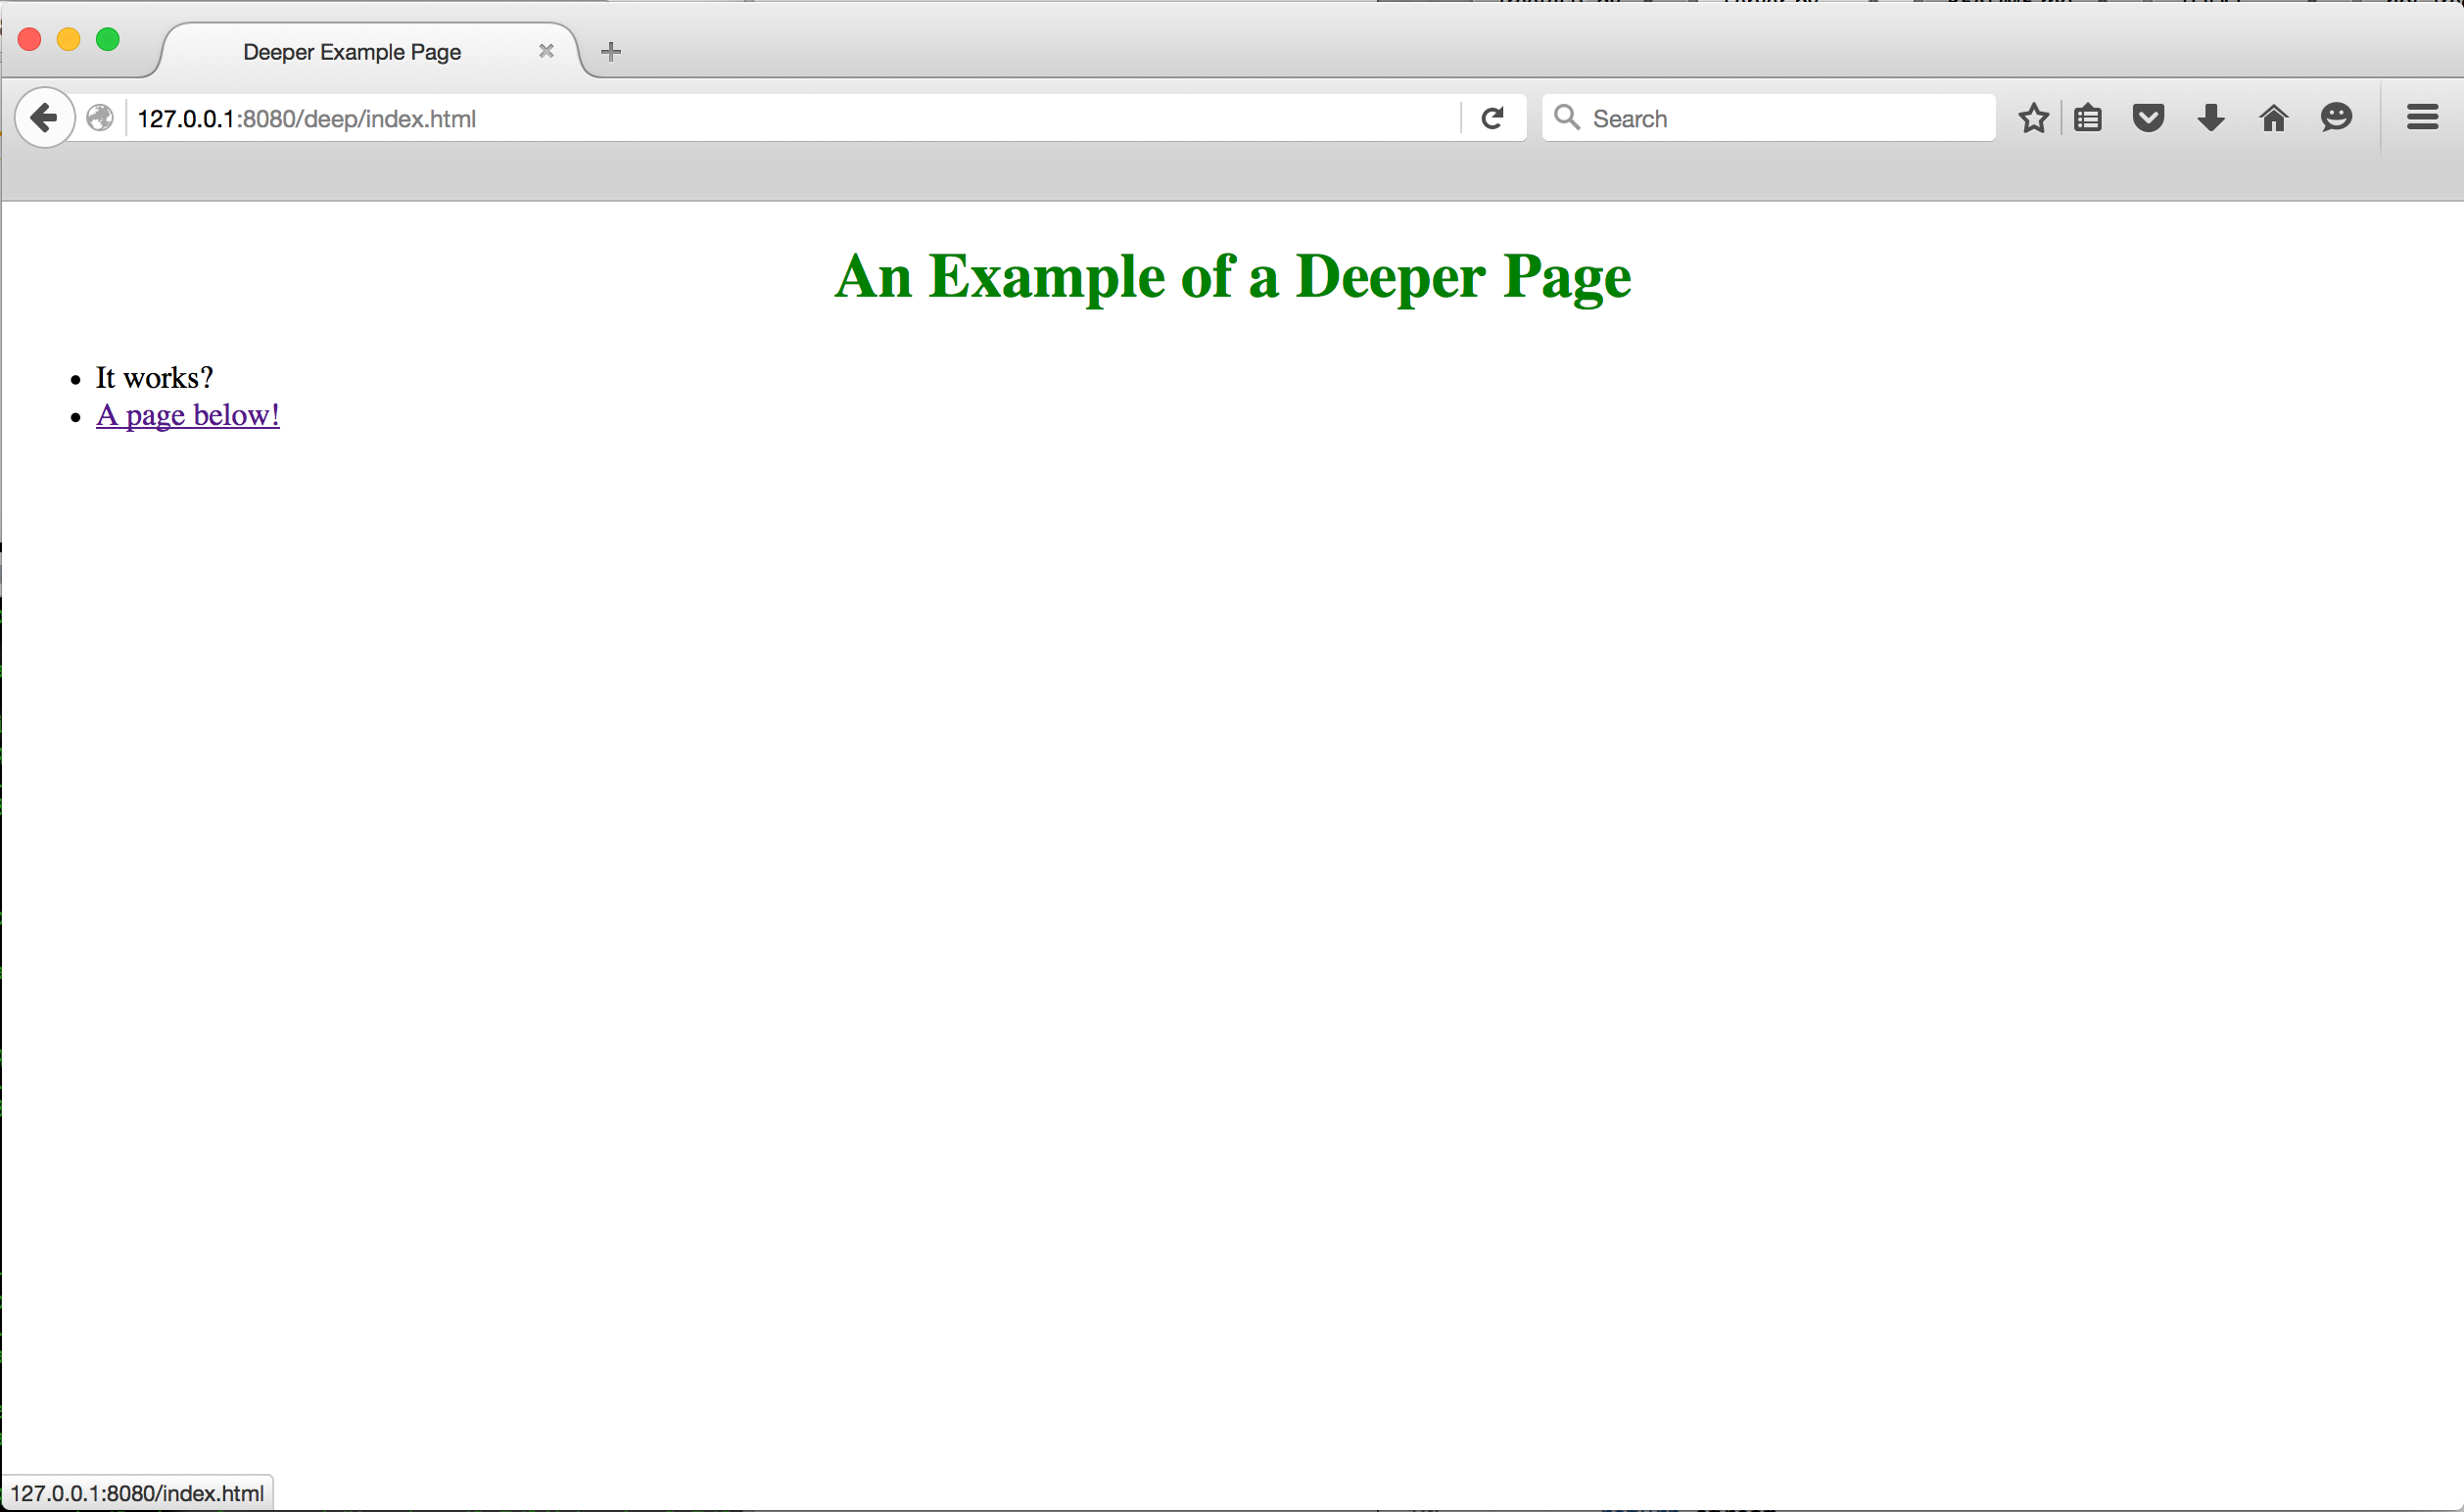 Deeper Example Page
127.0.0.1:8080/deep/index.html
Search
An Example of a Deeper Page
It works?
A page below!
127.0.0.1:8080/index.html